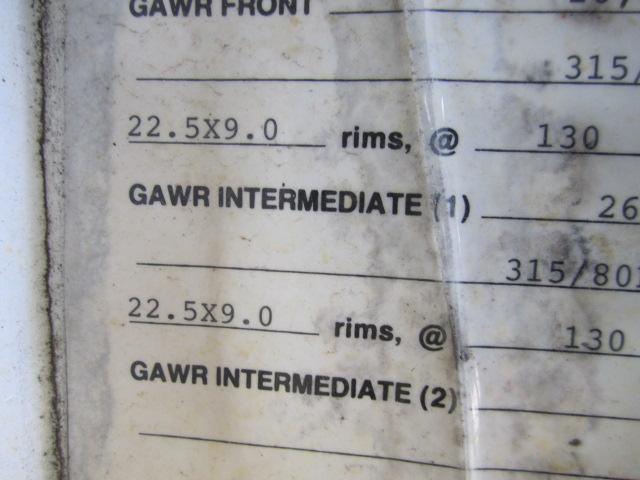 GAWR FRONT
315/
22.5X9.0 rims, @ 130
GAWR INTERMEDIATE (1) 26
315/80
22.5X9.0 rims, @ 130
GAWR INTERMEDIATE (2)